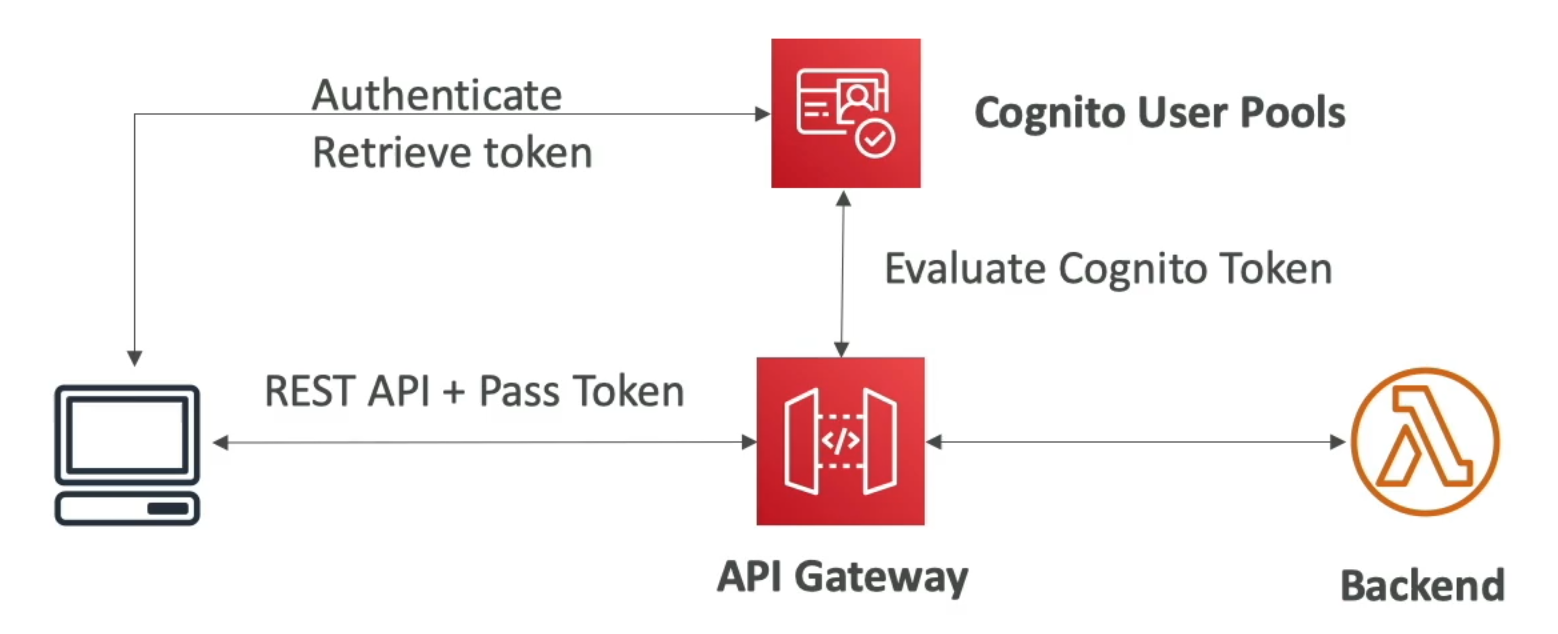 Authenticate
Retrieve token
Cognito User Pools
Evaluate Cognito Token
REST API + Pass Token
</>
API Gateway
Backend